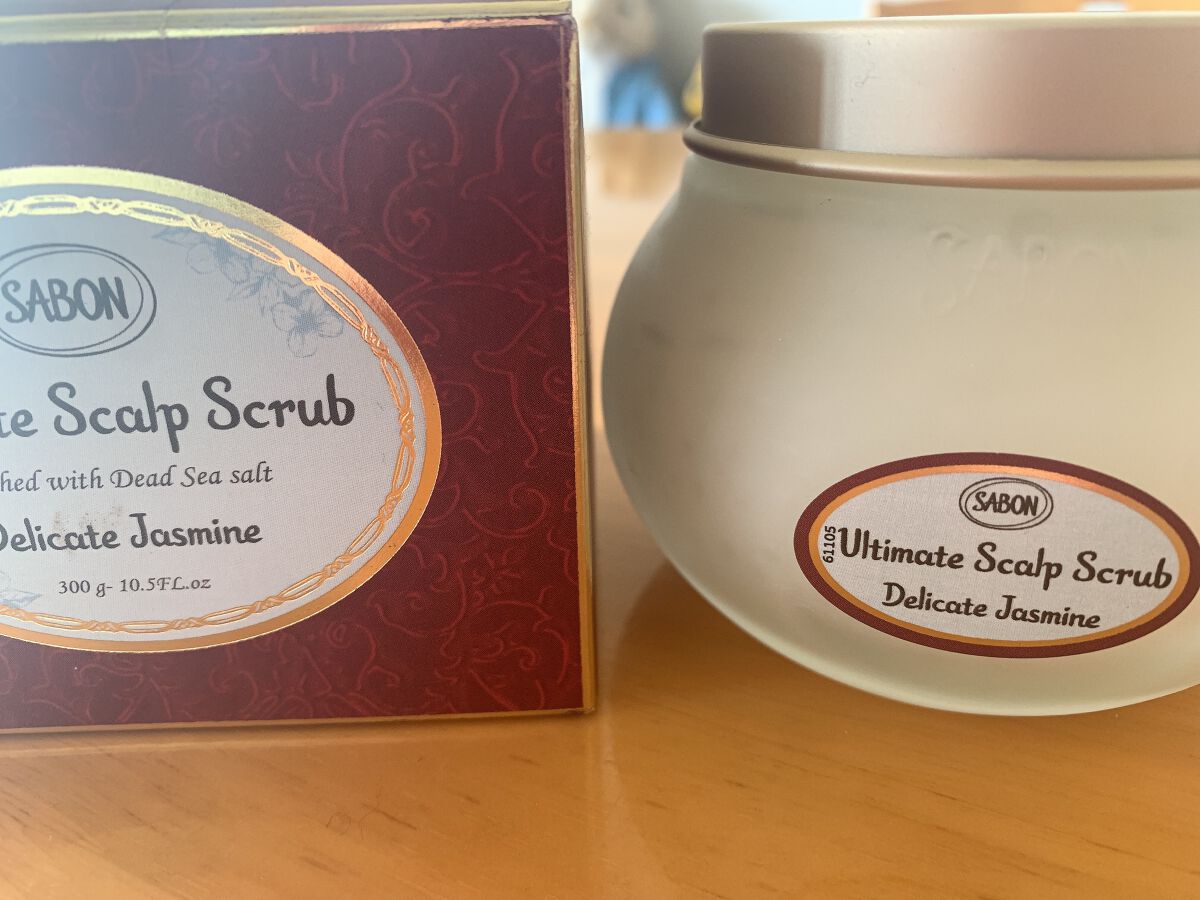 SABON
te Scalp Scrub
hed with Dead Sea salt
Delicate Jasmine
300 g- 10.5FL.oz
SABON
SABON
61105
Ultimate Scalp Scrub
Delicate Jasmine